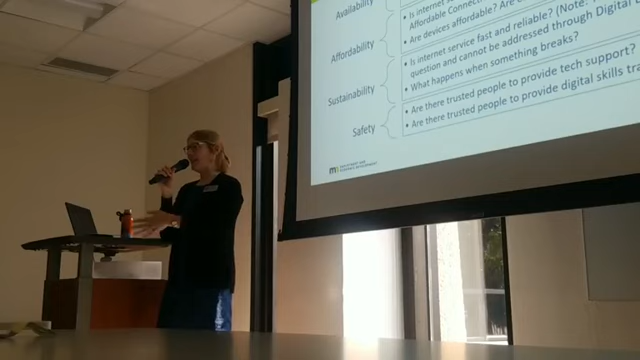 Availability
• Is internet se
Affordable Connecti
• Are devices affordable? Are
Affordability
• Is internet service fast and reliable? (Note:
question and cannot be addressed through Digital
• What happens when something breaks?
Sustainability
• Are there trusted people to provide tech support?
• Are there trusted people to provide digital skills tra
Safety